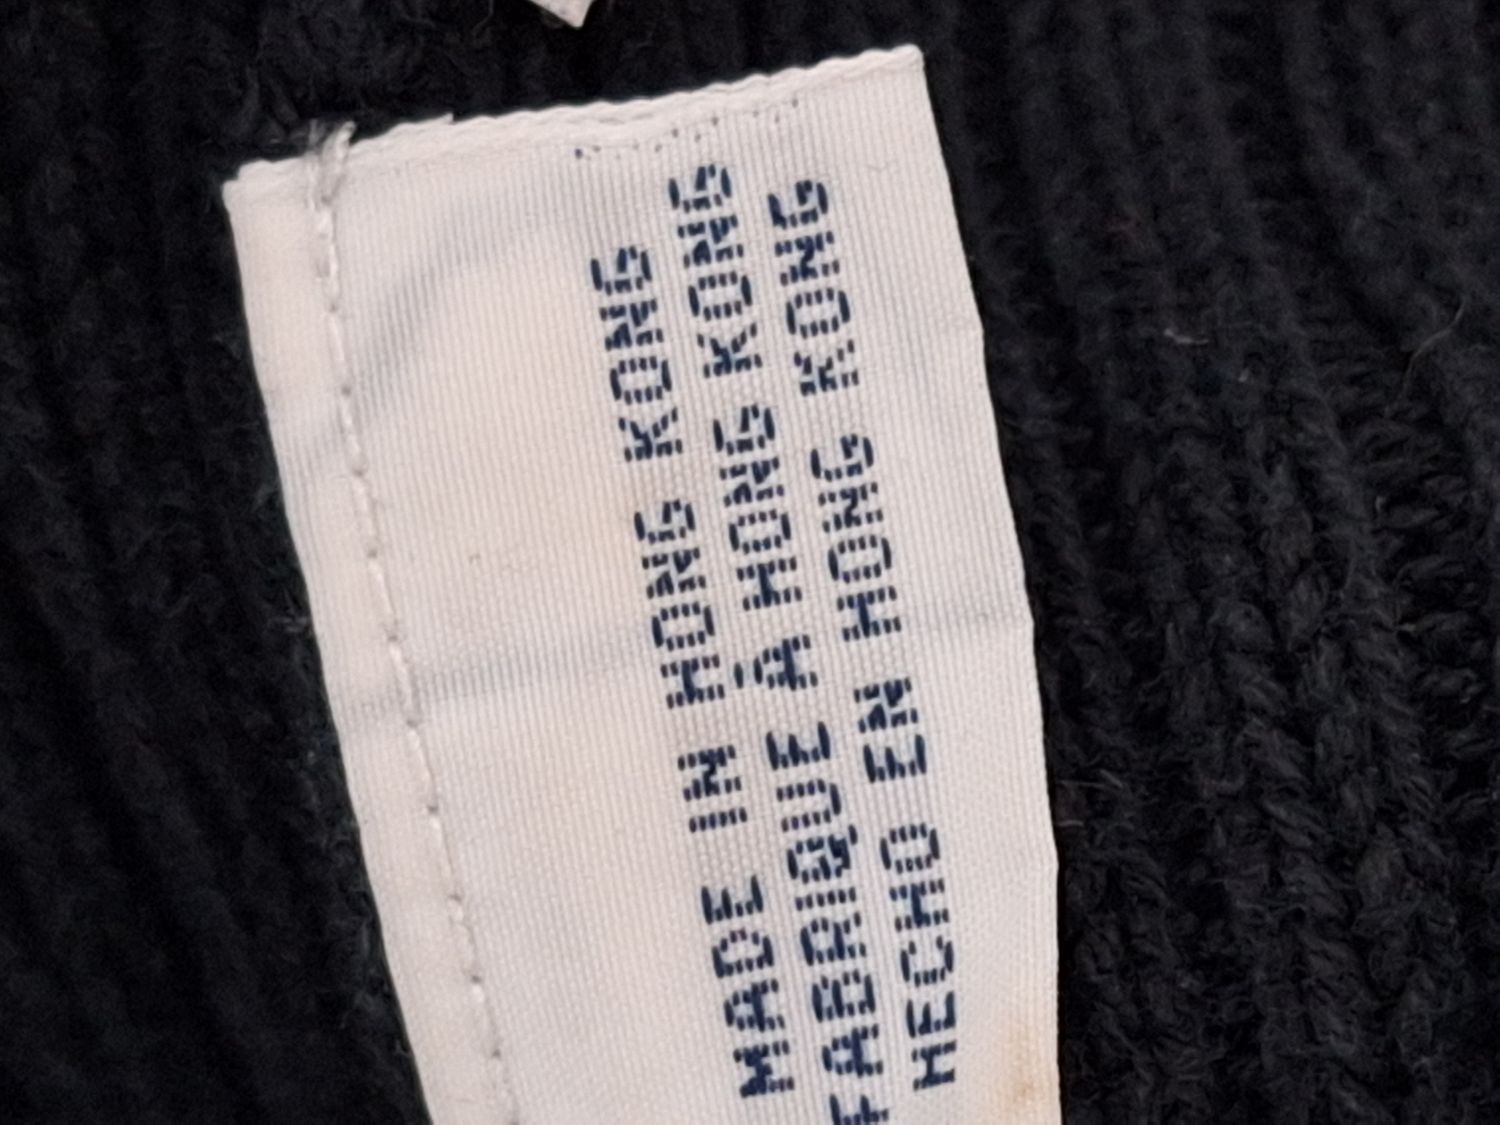 MADE IN HONG KONG
FABRIQUE À HONG KONG
HECHO EN HONG KONG